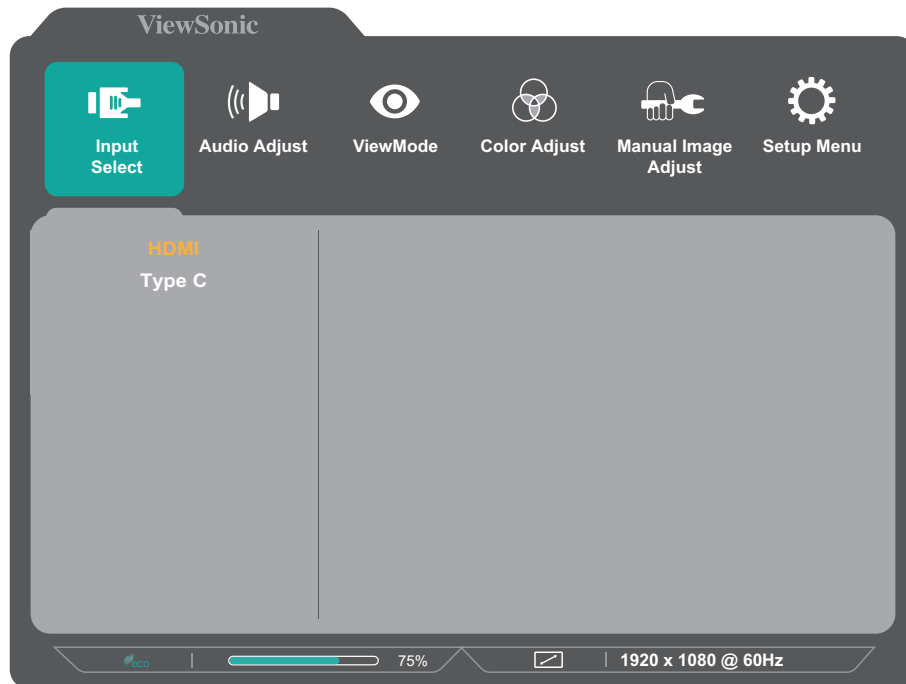 ViewSonic
Input Select
Audio Adjust
ViewMode
Color Adjust
Manual Image Adjust
Setup Menu
HDMI
Type C
eco
75%
1920 x 1080 @ 60Hz